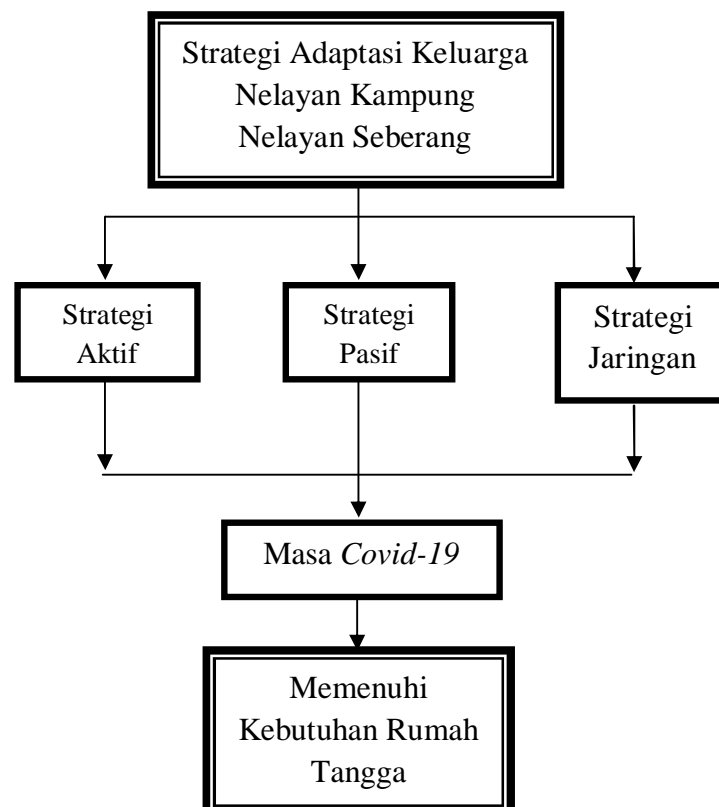 Strategi Adaptasi Keluarga
Nelayan Kampung
Nelayan Seberang
Strategi
Aktif
Strategi
Pasif
Strategi
Jaringan
Masa Covid-19
Memenuhi
Kebutuhan Rumah
Tangga